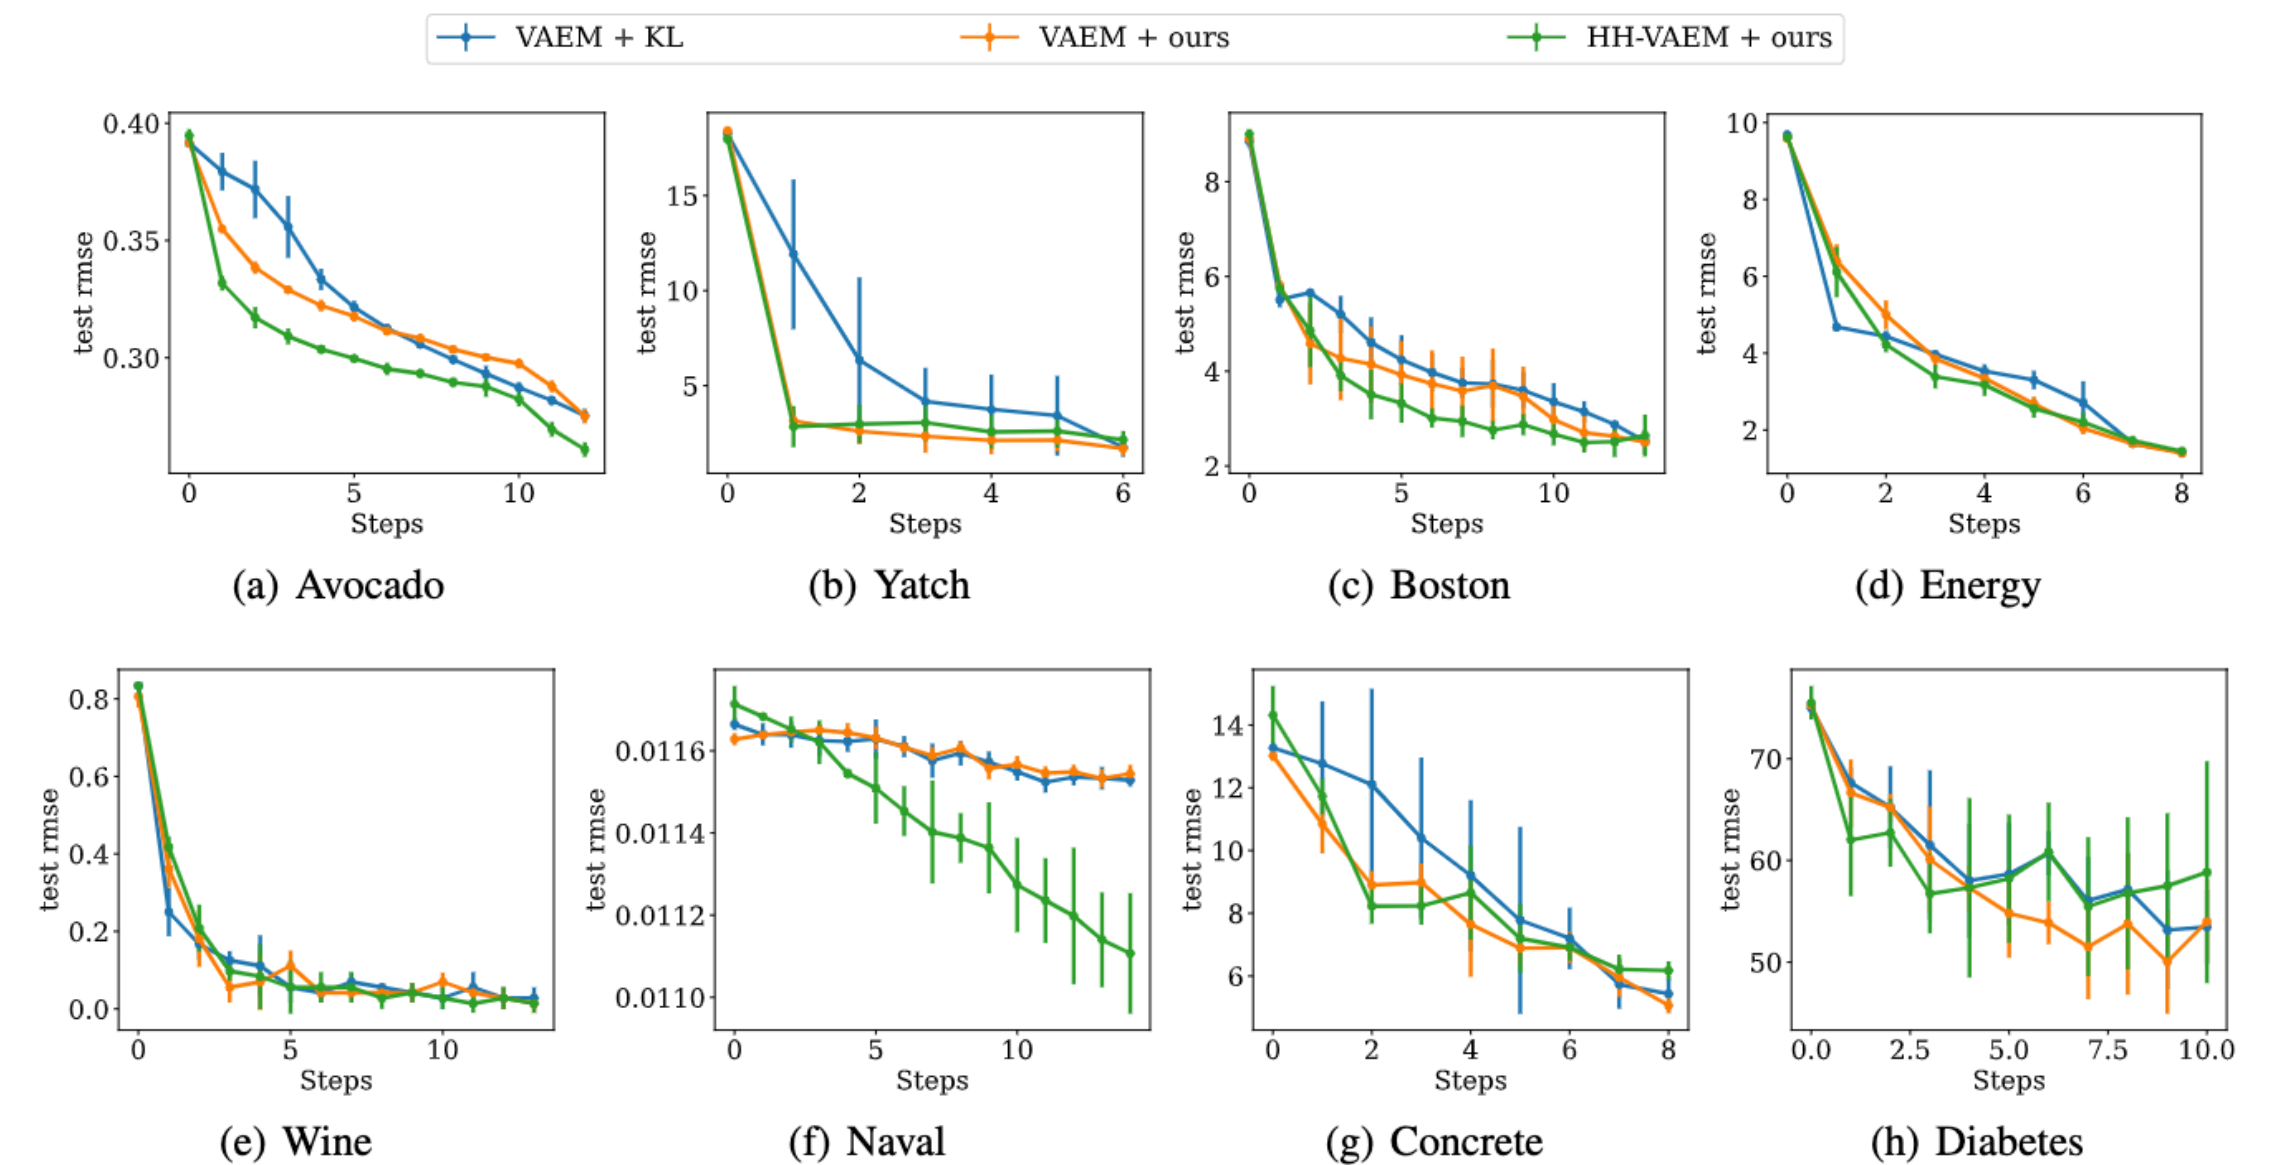 VAEM + KL
VAEM + ours
HH-VAEM + ours
0.40
0.35
0.30
test rmse
0 5 10
Steps
(a) Avocado
15
10
5
test rmse
0 2 4 6
Steps
(b) Yatch
8
6
4
2
test rmse
0 5 10
Steps
(c) Boston
10
8
6
4
2
test rmse
0 2 4 6 8
Steps
(d) Energy
0.8
0.6
0.4
0.2
0.0
test rmse
0 5 10
Steps
(e) Wine
0.0116
0.0114
0.0112
0.0110
test rmse
0 5 10
Steps
(f) Naval
14
12
10
8
6
test rmse
0 2 4 6 8
Steps
(g) Concrete
70
60
50
test rmse
0.0 2.5 5.0 7.5 10.0
Steps
(h) Diabetes